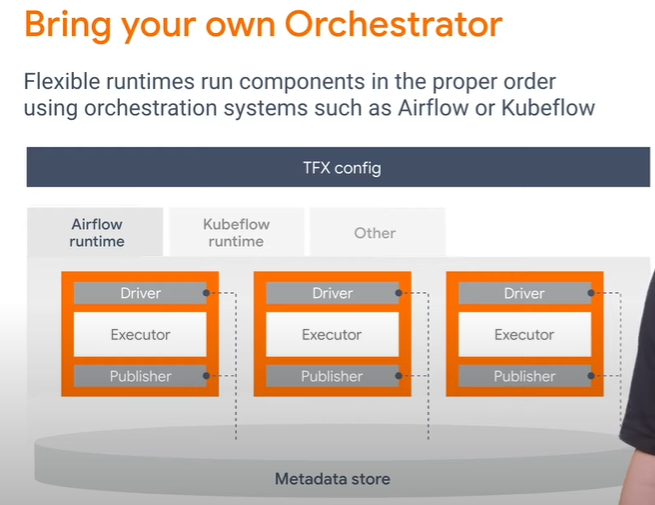 Bring your own Orchestrator
Flexible runtimes run components in the proper order
using orchestration systems such as Airflow or Kubeflow
TFX config
Airflow
runtime
Kubeflow
runtime
Other
Driver
Executor
Publisher
Driver
Executor
Publisher
Driver
Executor
Publisher
Metadata store